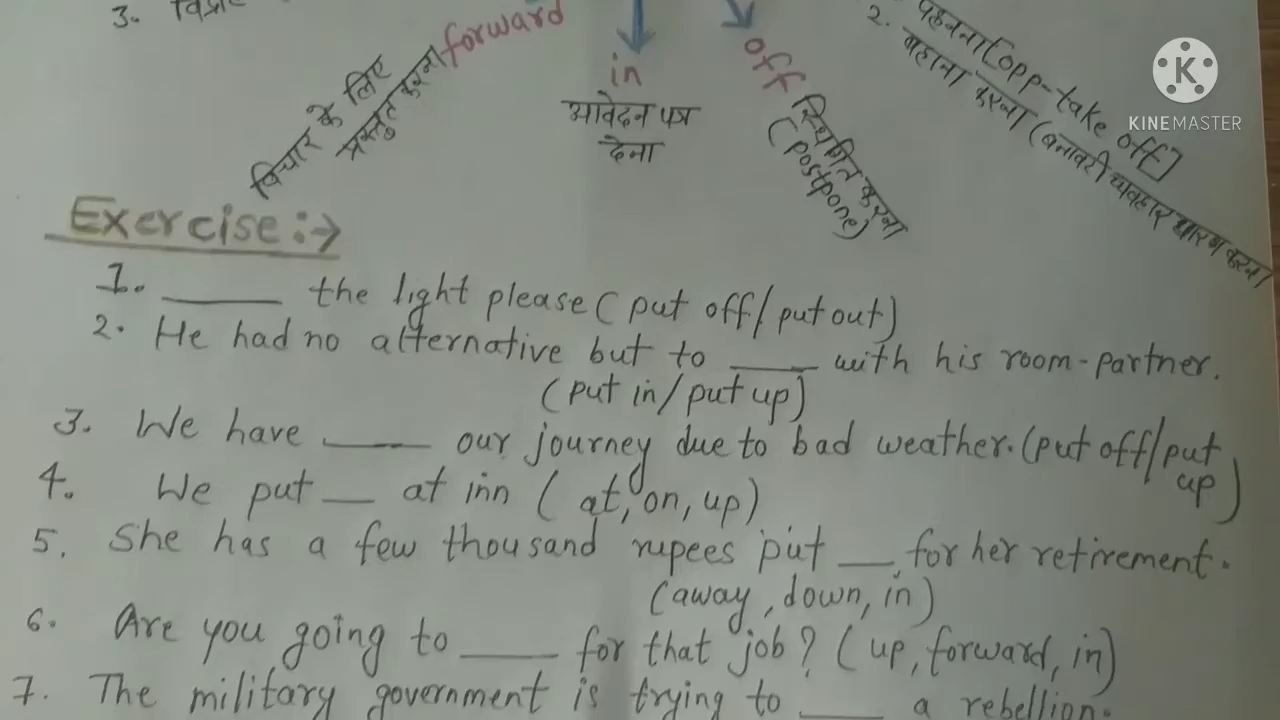 3.
forward
विचार के लिए
प्रस्तुत करना
in
आवेदन पत्र
देना
off
स्थगित करना
(postpone)
पहनना [opp-take off]
2. बहाना करना (बनावटी व्यवहार धारण करना
KINEMASTER
Exercise:→
1. ____ the light please (put off/put out)
2. He had no alternative but to ____ with his room-partner.
(put in/put up)
3. We have ____ our journey due to bad weather. (put off/put
up)
4. We put __ at inn (at, on, up)
5. She has a few thousand rupees put __ for her retirement.
(away, down, in)
6. Are you going to ____ for that job? (up, forward, in)
7. The military government is trying to ____ a rebellion.